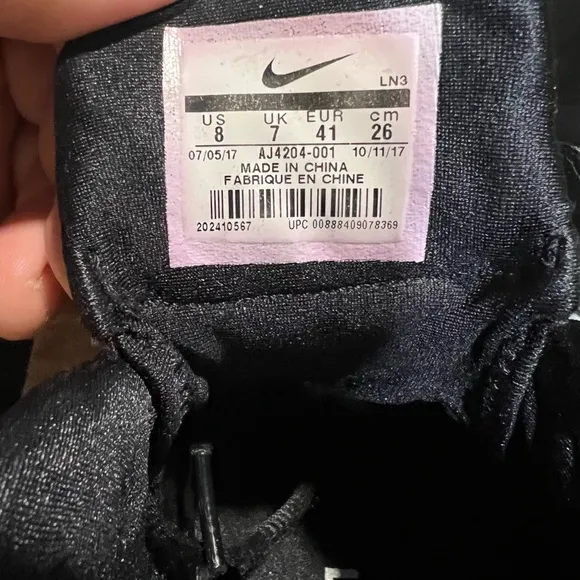 LN3
US UK EUR cm
8 7 41 26
07/05/17 AJ4204-001 10/11/17
MADE IN CHINA
FABRIQUE EN CHINE
202410567 UPC 00888409078369